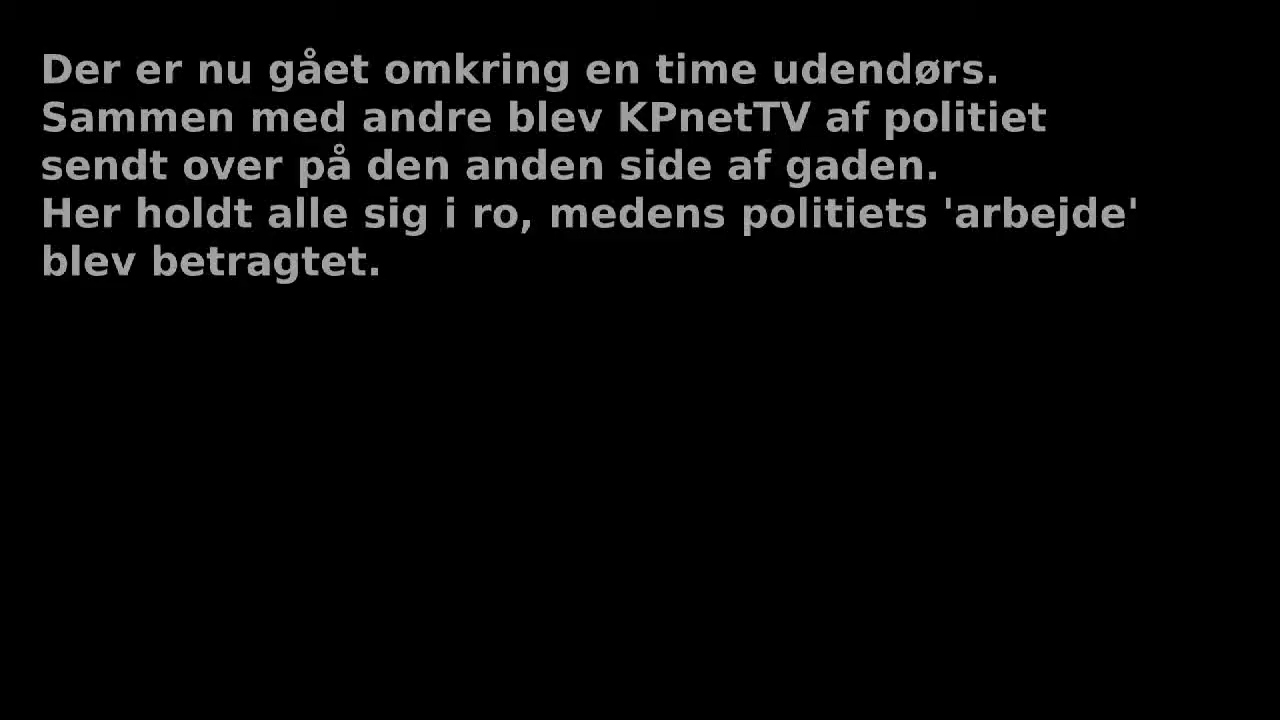 Der er nu gået omkring en time udendørs.
Sammen med andre blev KPnetTV af politiet
sendt over på den anden side af gaden.
Her holdt alle sig i ro, medens politiets 'arbejde'
blev betragtet.